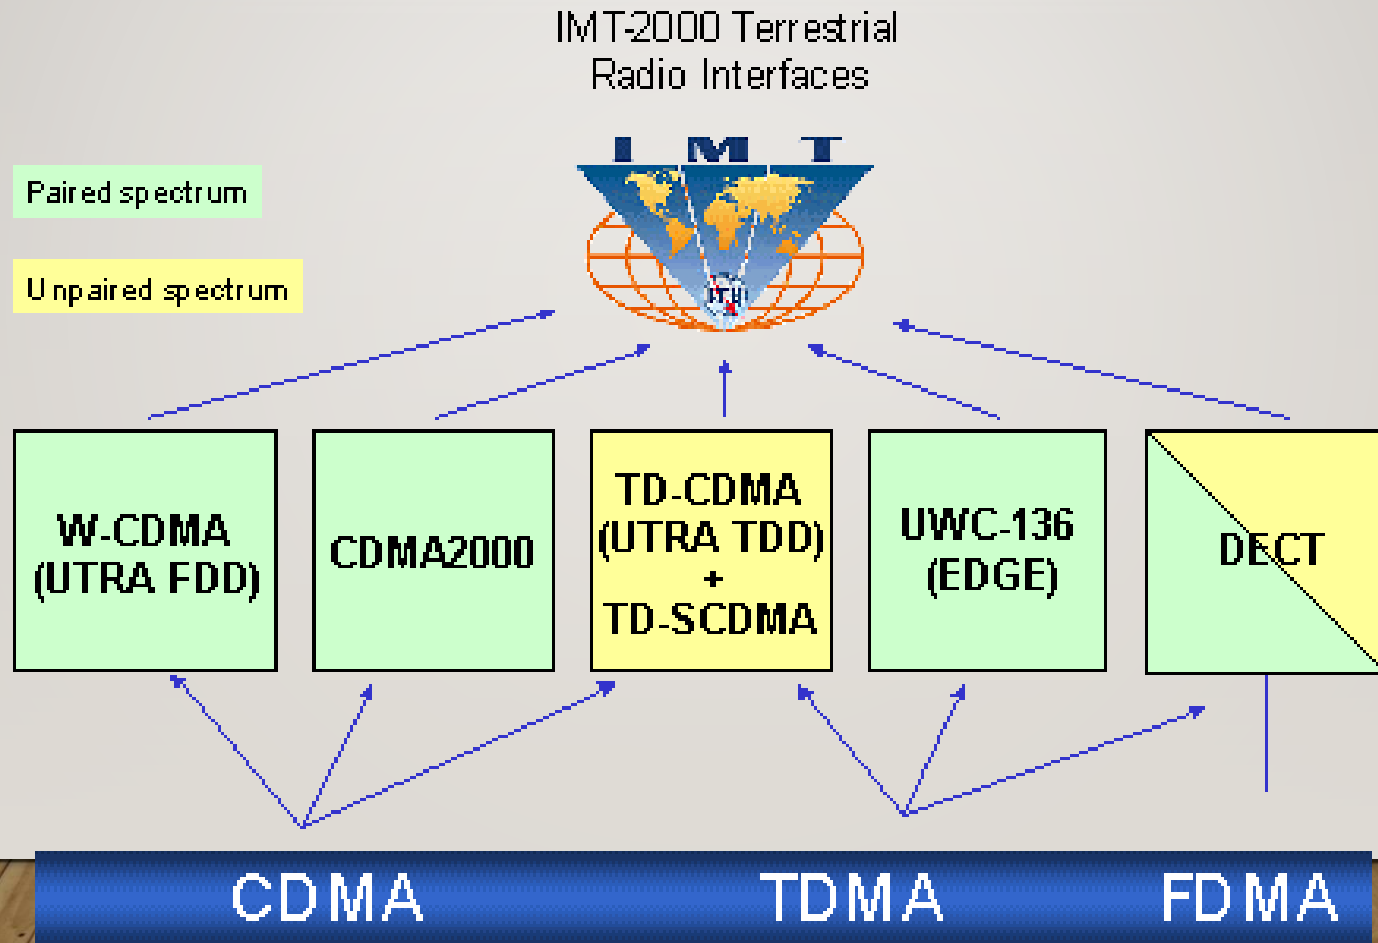 IMT-2000 Terrestrial
Radio Interfaces
I M T
Paired spectrum
Unpaired spectrum
ITU
W-CDMA
(UTRA FDD)
CDMA2000
TD-CDMA
(UTRA TDD)
+
TD-SCDMA
UWC-136
(EDGE)
DECT
CDMA
TDMA
FDMA